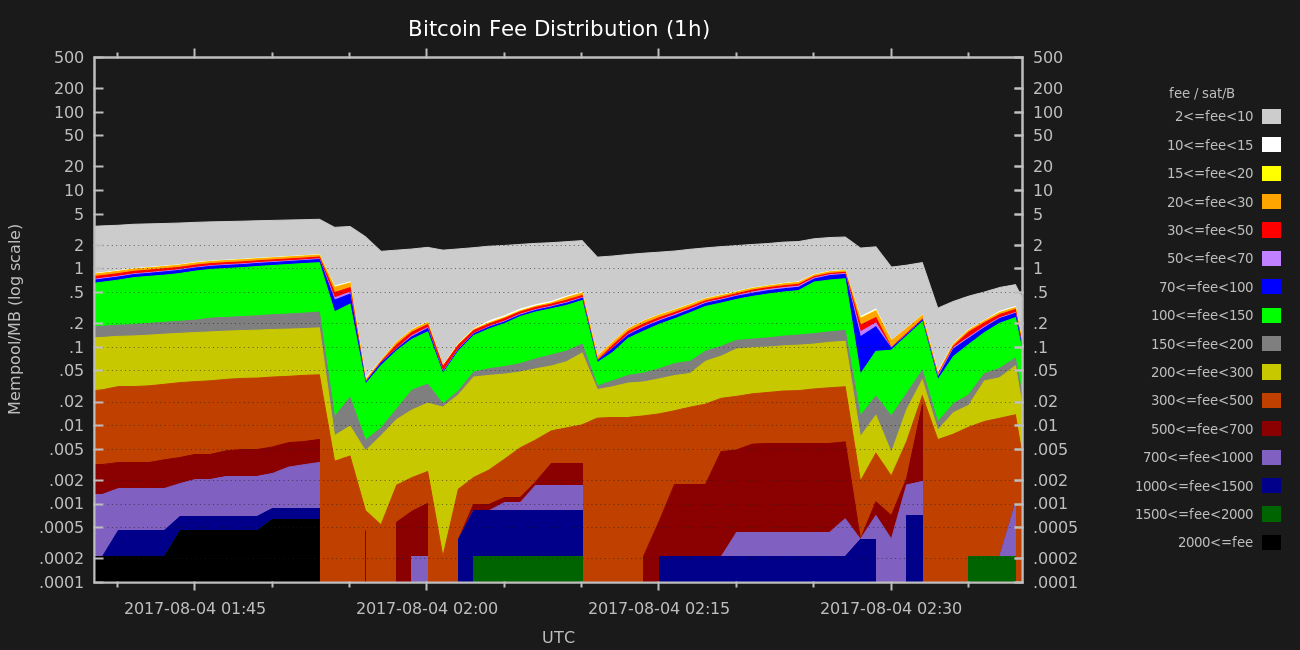 Bitcoin Fee Distribution (1h)
500 500
200 200
100 100
50 50
20 20
10 10
5 5
2 2
1 1
.5 .5
.2 .2
.1 .1
.05 .05
.02 .02
.01 .01
.005 .005
.002 .002
.001 .001
.0005 .0005
.0002 .0002
.0001 .0001
Mempool/MB (log scale)
2017-08-04 01:45 2017-08-04 02:00 2017-08-04 02:15 2017-08-04 02:30
UTC
fee / sat/B
2<=fee<10
10<=fee<15
15<=fee<20
20<=fee<30
30<=fee<50
50<=fee<70
70<=fee<100
100<=fee<150
150<=fee<200
200<=fee<300
300<=fee<500
500<=fee<700
700<=fee<1000
1000<=fee<1500
1500<=fee<2000
2000<=fee